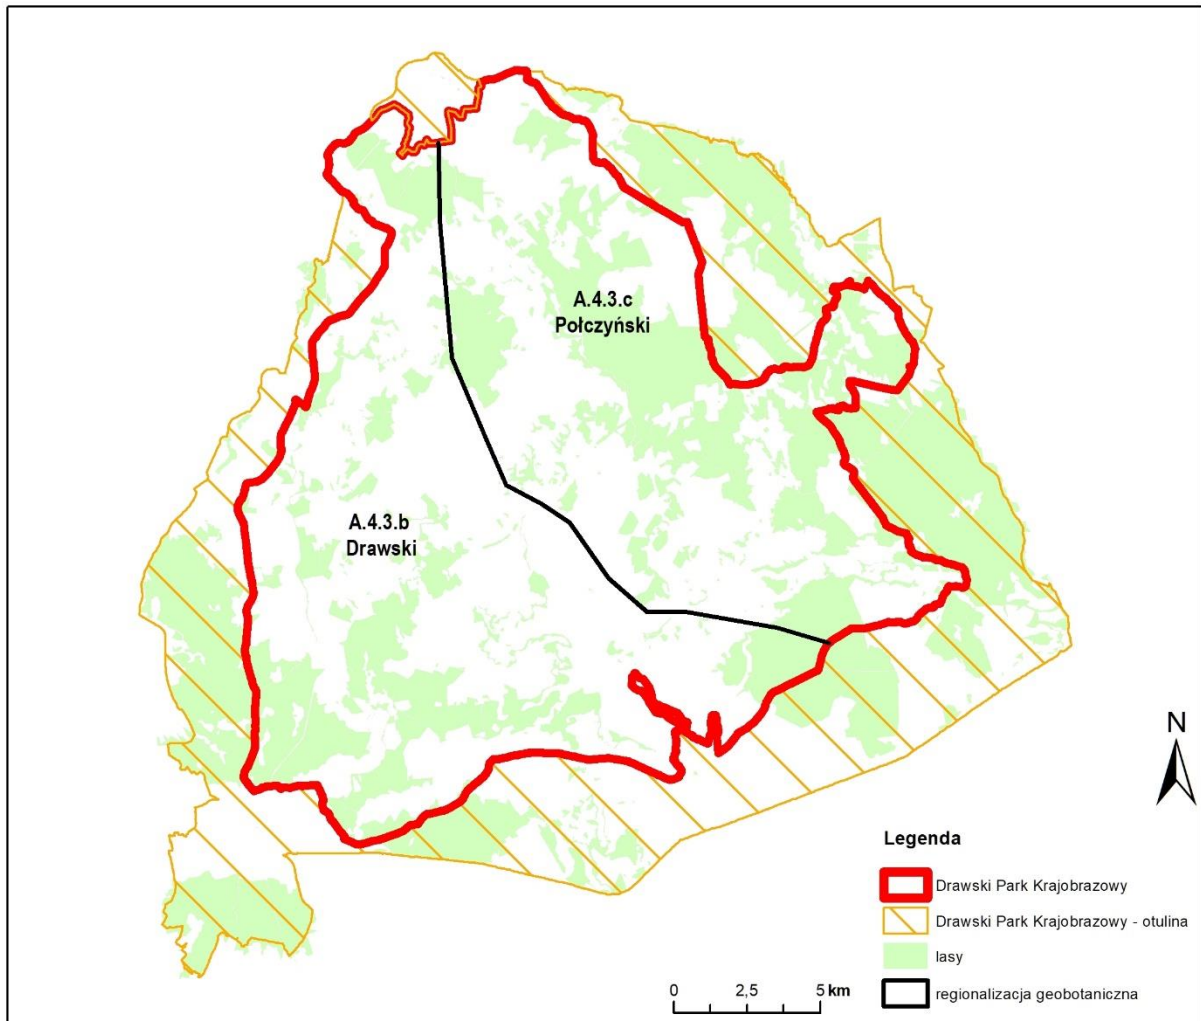 A.4.3.c
Połczyński
A.4.3.b
Drawski
N
Legenda
Drawski Park Krajobrazowy
Drawski Park Krajobrazowy - otulina
lasy
regionalizacja geobotaniczna
0 2,5 5 km